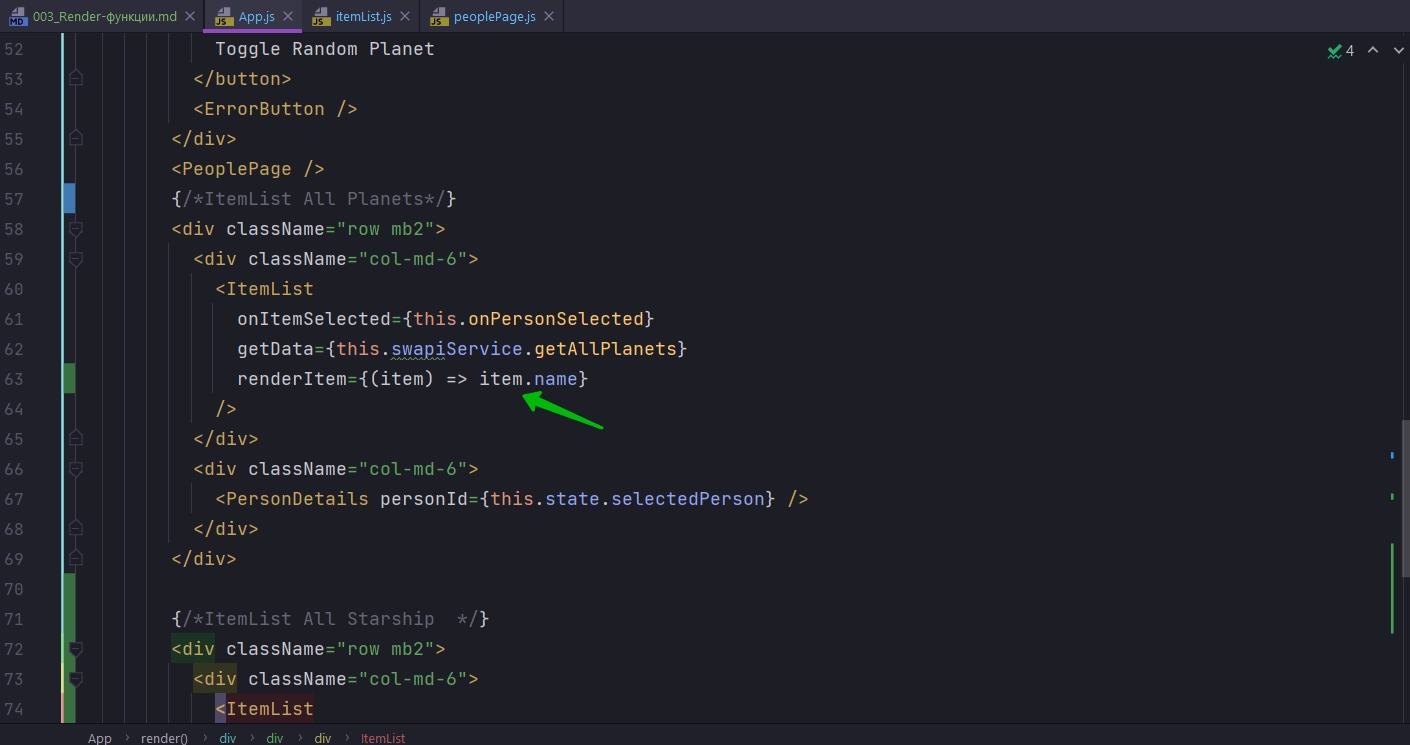 003_Render-функции.md App.js itemList.js peoplePage.js
52 Toggle Random Planet
4
53 </button>
54 <ErrorButton />
55 </div>
56 <PeoplePage />
57 {/*ItemList All Planets*/}
58 <div className="row mb2">
59 <div className="col-md-6">
60 <ItemList
61 onItemSelected={this.onPersonSelected}
62 getData={this.swapiService.getAllPlanets}
63 renderItem={(item) => item.name}
64 />
65 </div>
66 <div className="col-md-6">
67 <PersonDetails personId={this.state.selectedPerson} />
68 </div>
69 </div>
70
71 {/*ItemList All Starship  */}
72 <div className="row mb2">
73 <div className="col-md-6">
74 <ItemList
App › render() › div › div › div › ItemList